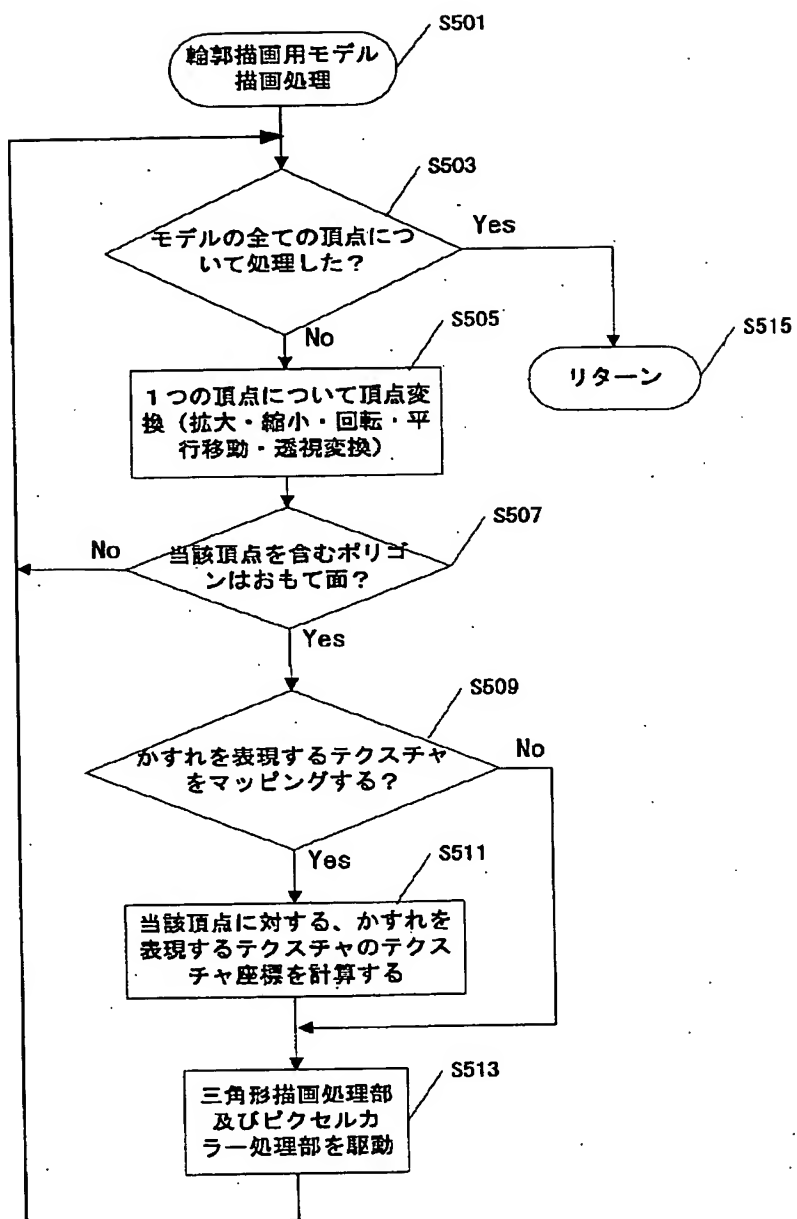 S501
輪郭描画用モデル
描画処理
S503
モデルの全ての頂点につ
いて処理した？
Yes
No
S505
S515
リターン
１つの頂点について頂点変
換（拡大・縮小・回転・平
行移動・透視変換）
S507
No
当該頂点を含むポリゴ
ンはおもて面？
Yes
S509
かすれを表現するテクスチャ
をマッピングする？
No
Yes
S511
当該頂点に対する、かすれを
表現するテクスチャのテクス
チャ座標を計算する
S513
三角形描画処理部
及びピクセルカ
ラー処理部を駆動